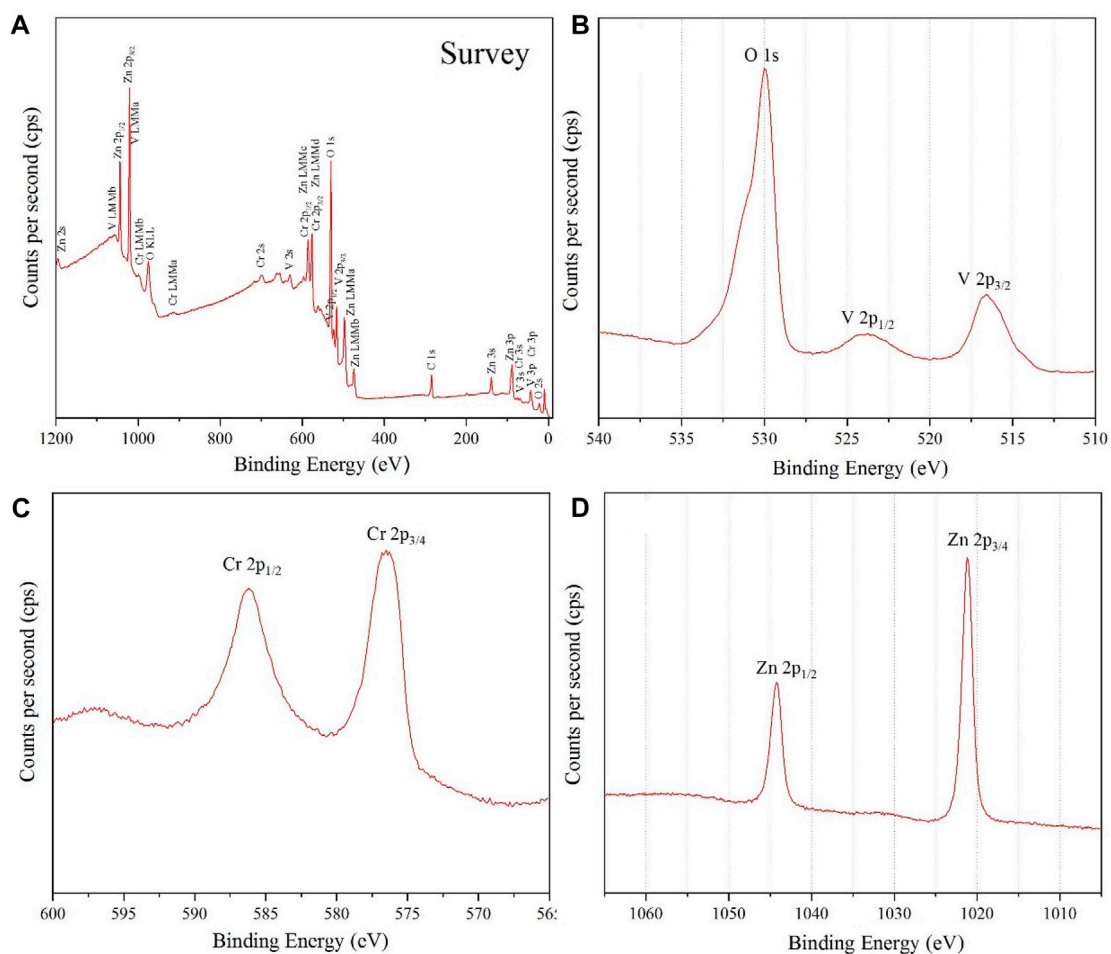 A
Survey
Zn 2s
V LMMb
Zn 2p1/2
Zn 2p3/2
V LMMa
Cr LMMb
O KLL
Cr LMMa
Cr 2s
V 2s
Cr 2p1/2
Zn LMMc
Zn LMMd
Cr 2p3/2
O 1s
V 2p1/2
V 2p3/2
Zn LMMa
Zn LMMb
C 1s
Zn 3s
Zn 3p
V 3s Cr 3s
V 3p Cr 3p
O 2s
Counts per second (cps)
1200 1000 800 600 400 200 0
Binding Energy (eV)
B
O 1s
V 2p1/2
V 2p3/2
Counts per second (cps)
540 535 530 525 520 515 510
Binding Energy (eV)
C
Cr 2p1/2
Cr 2p3/4
Counts per second (cps)
600 595 590 585 580 575 570
Binding Energy (eV)
D
Zn 2p1/2
Zn 2p3/4
Counts per second (cps)
1060 1050 1040 1030 1020 1010
Binding Energy (eV)